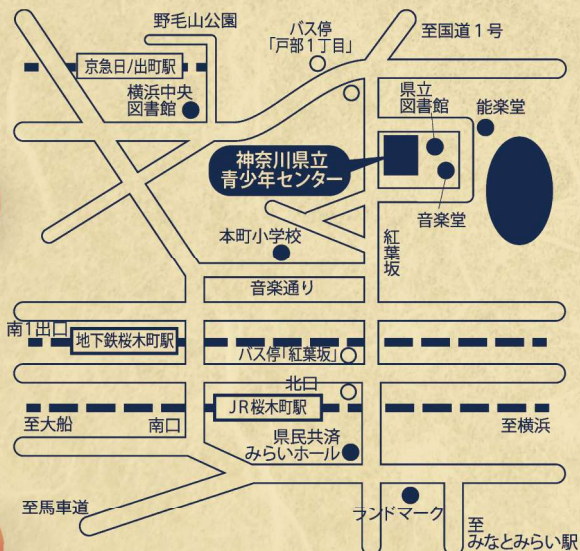 野毛山公園
バス停
「戸部1丁目」
至国道1号
京急日ノ出町駅
横浜中央
図書館
県立
図書館
能楽堂
神奈川県立
青少年センター
音楽堂
本町小学校
紅葉坂
音楽通り
南1出口
地下鉄桜木町駅
バス停「紅葉坂」
北口
JR桜木町駅
至大船
南口
至横浜
県民共済
みらいホール
至馬車道
ランドマーク
至
みなとみらい駅